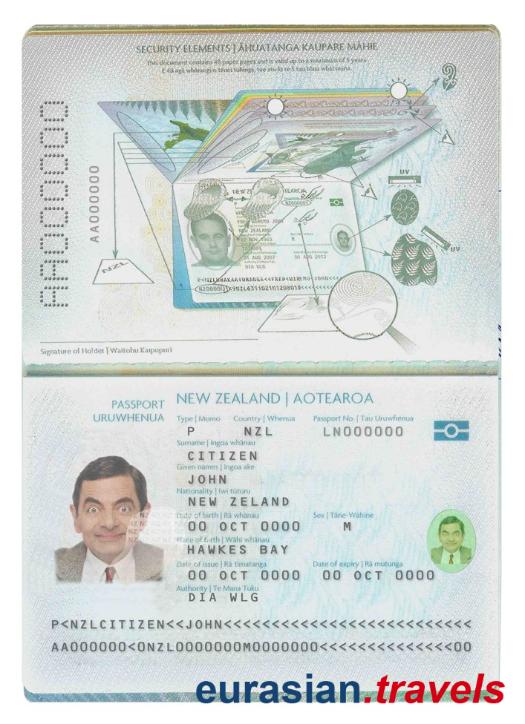 SECURITY ELEMENTS | ĀHUATANGA KAUPARE MĀHIE
This document contains 40 paper pages and is valid up to a maximum of 5 years.
AA000000
AA000000
NZL
UV
UV
Signature of Holder | Waitohu Kaipupuri
PASSPORT
URUWHENUA
NEW ZEALAND | AOTEAROA
Type | Momo Country | Whenua Passport No. | Tau Uruwhenua
P NZL LN000000
Surname | Ingoa whānau
CITIZEN
Given names | Ingoa ake
JOHN
Nationality | Iwi tūturu
NEW ZELAND
Date of birth | Rā whānau Sex | Tāne-Wāhine
00 OCT 0000 M
Place of birth | Wāhi whānau
HAWKES BAY
Date of issue | Rā timatanga Date of expiry | Rā mutunga
00 OCT 0000 00 OCT 0000
Authority | Te Mana Tuku
DIA WLG
P<NZLCITIZEN<<JOHN<<<<<<<<<<<<<<<<<<<<<<<<<<
AA000000<0NZL0000000M0000000<<<<<<<<<<<<<<00
eurasian.travels